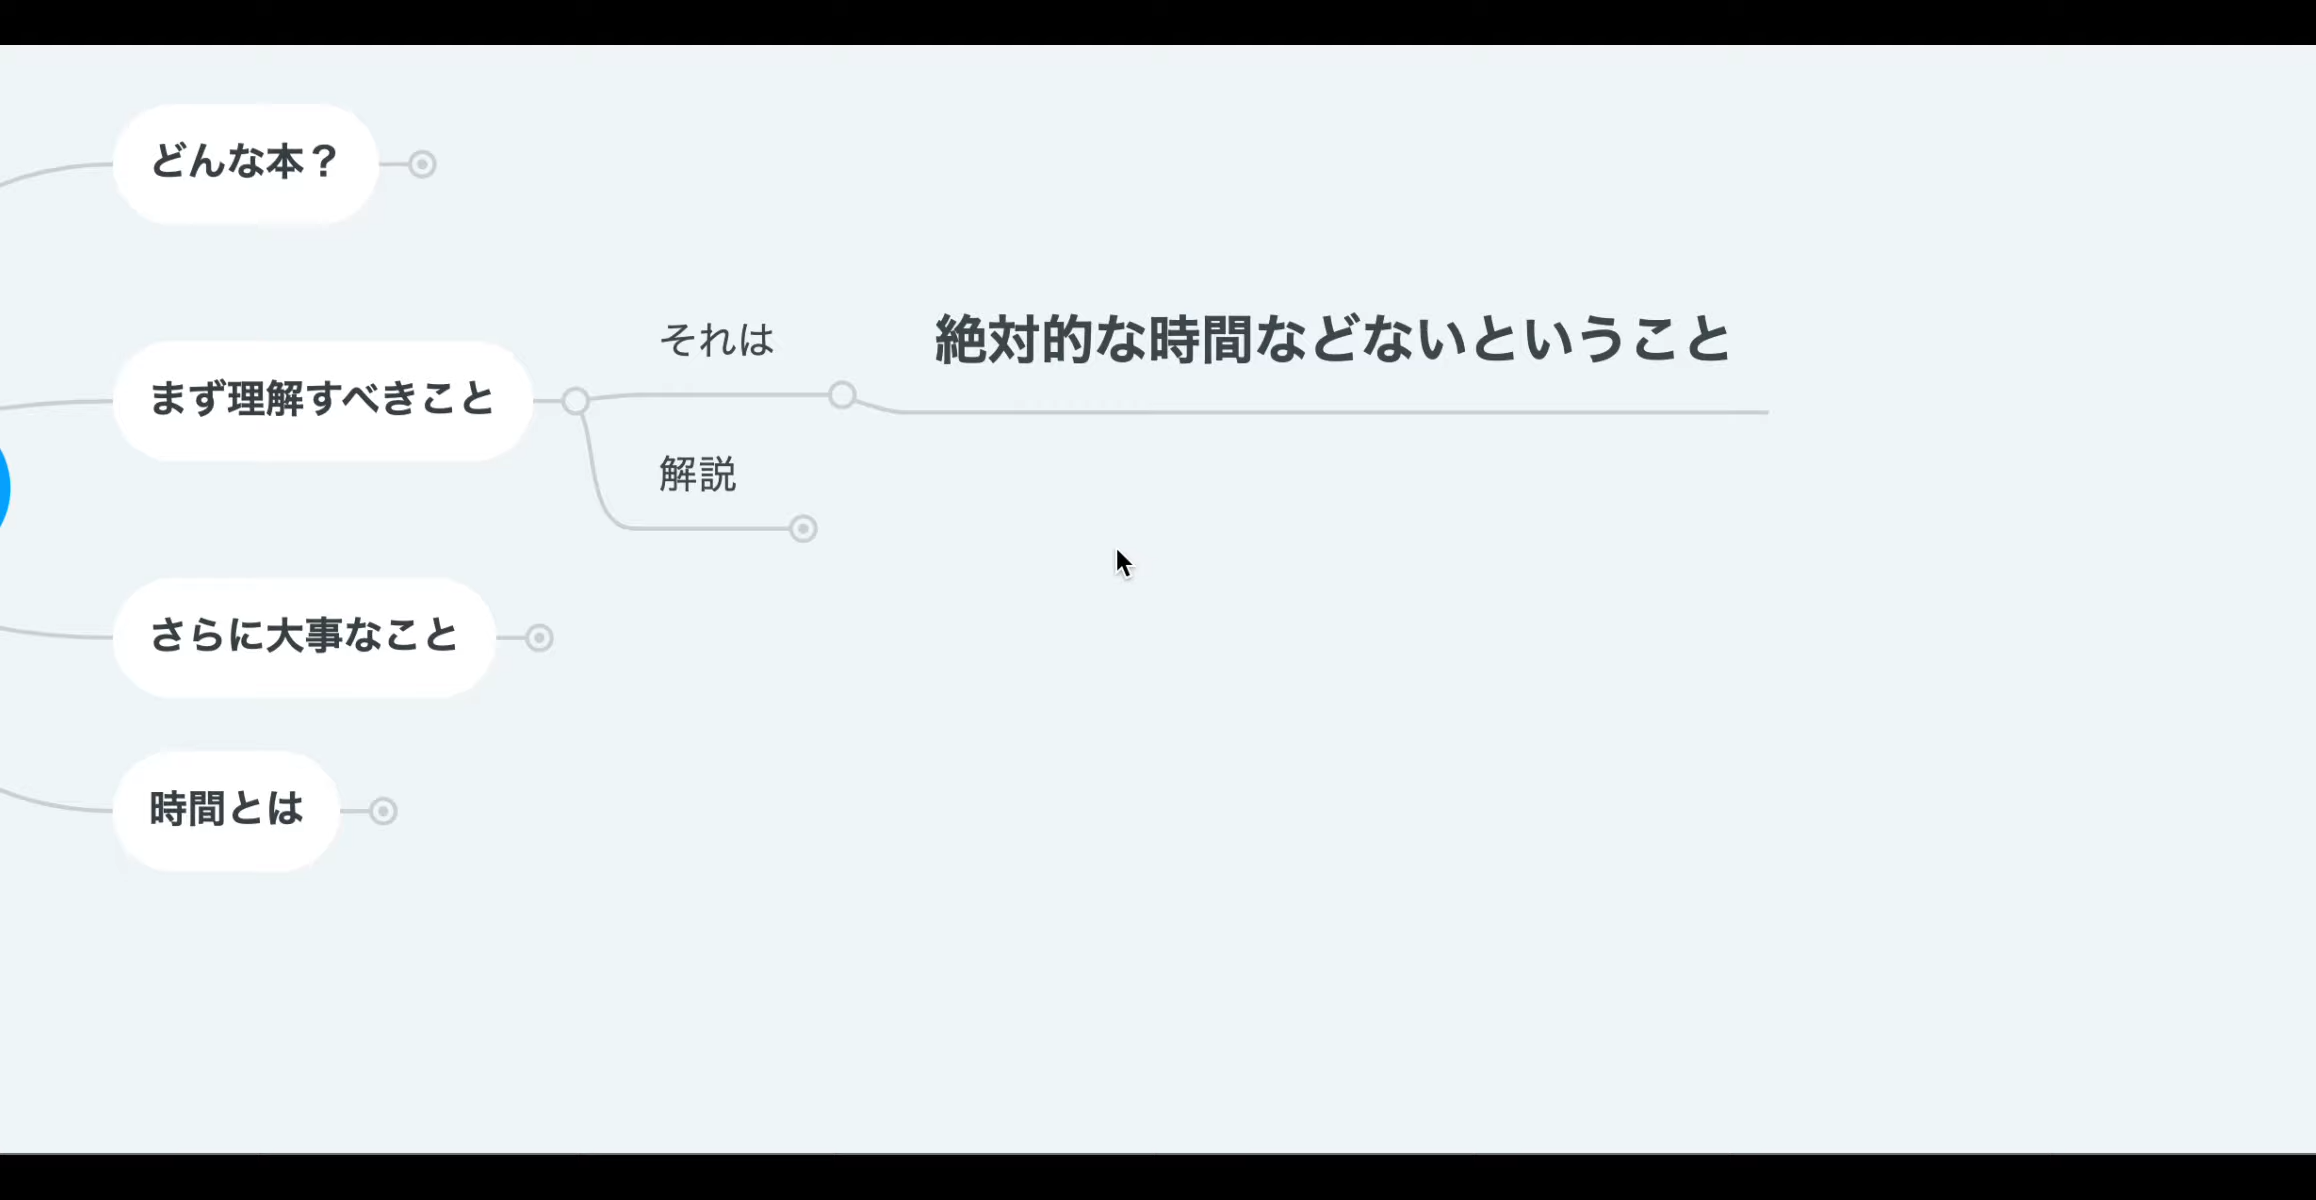 どんな本？
まず理解すべきこと
それは
絶対的な時間などないということ
解説
さらに大事なこと
時間とは